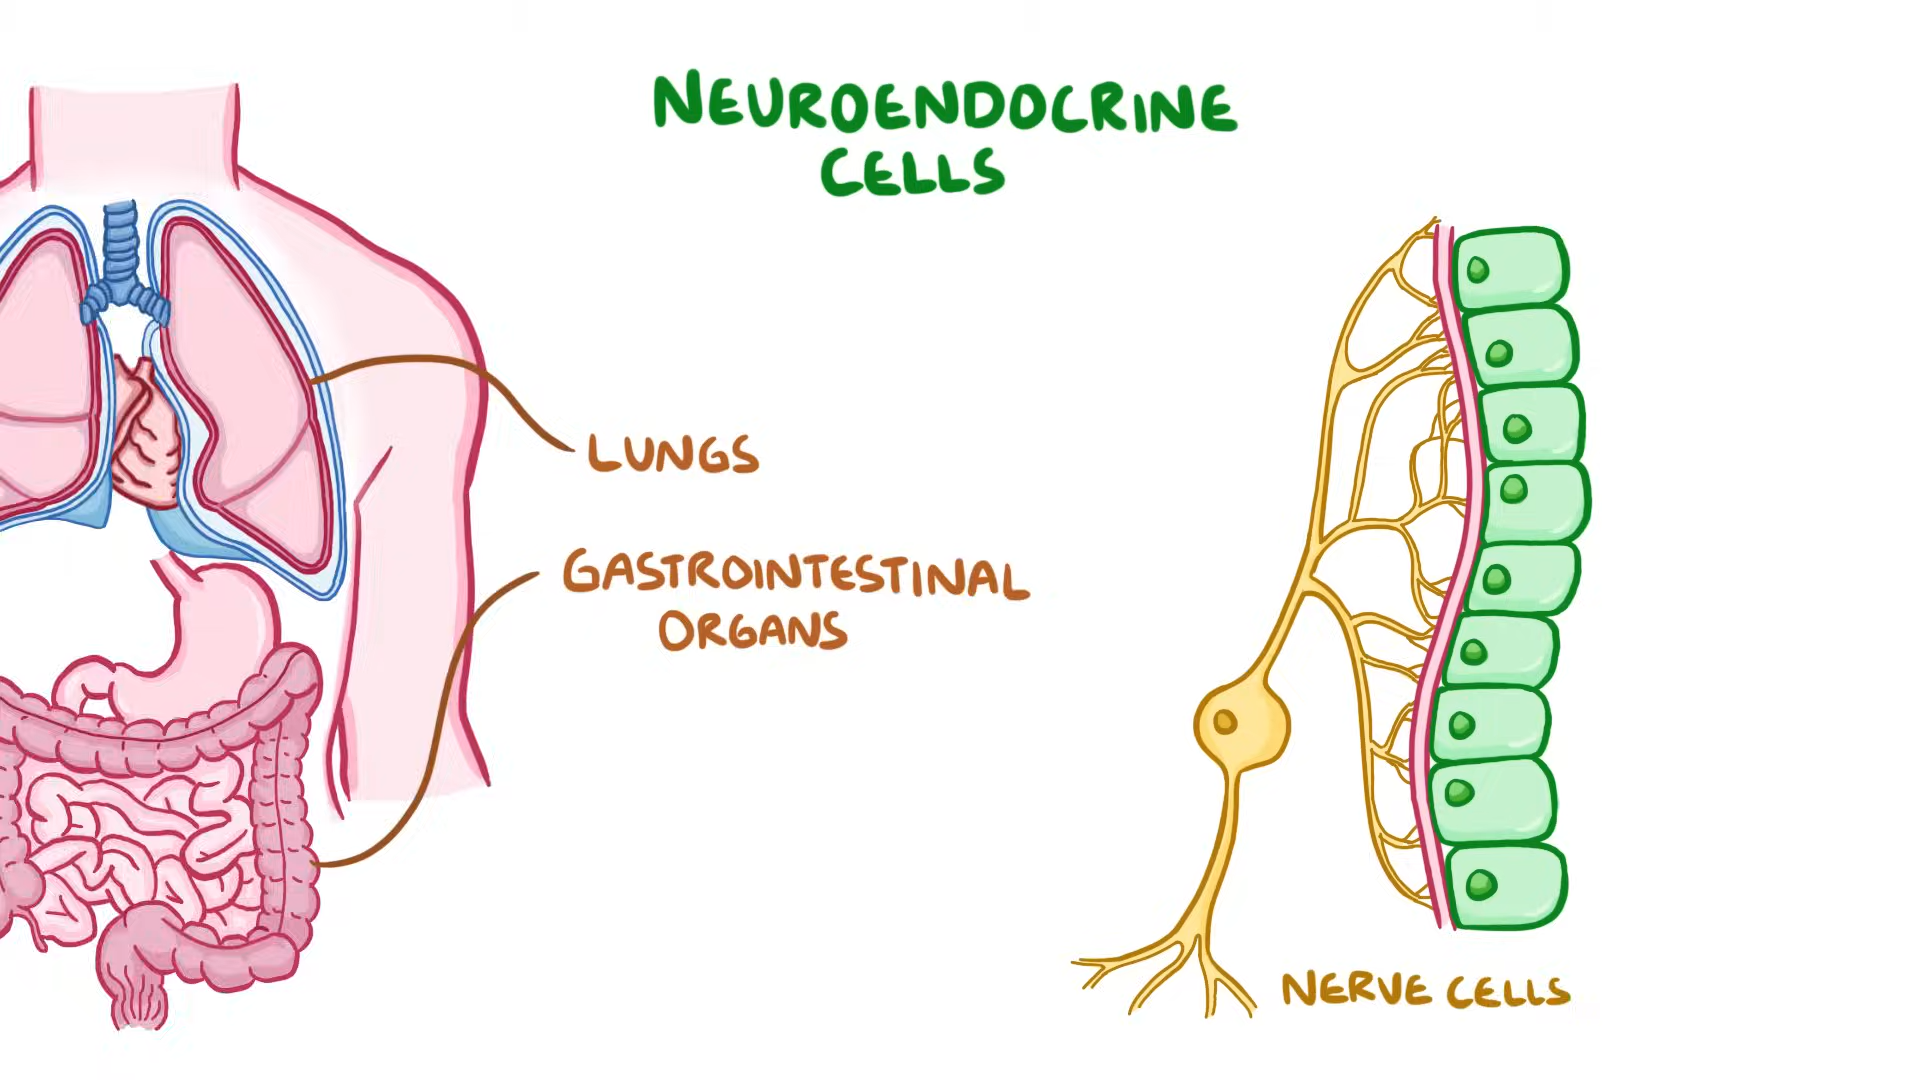 NEUROENDOCRINE
CELLS
LUNGS
GASTROINTESTINAL
ORGANS
NERVE CELLS